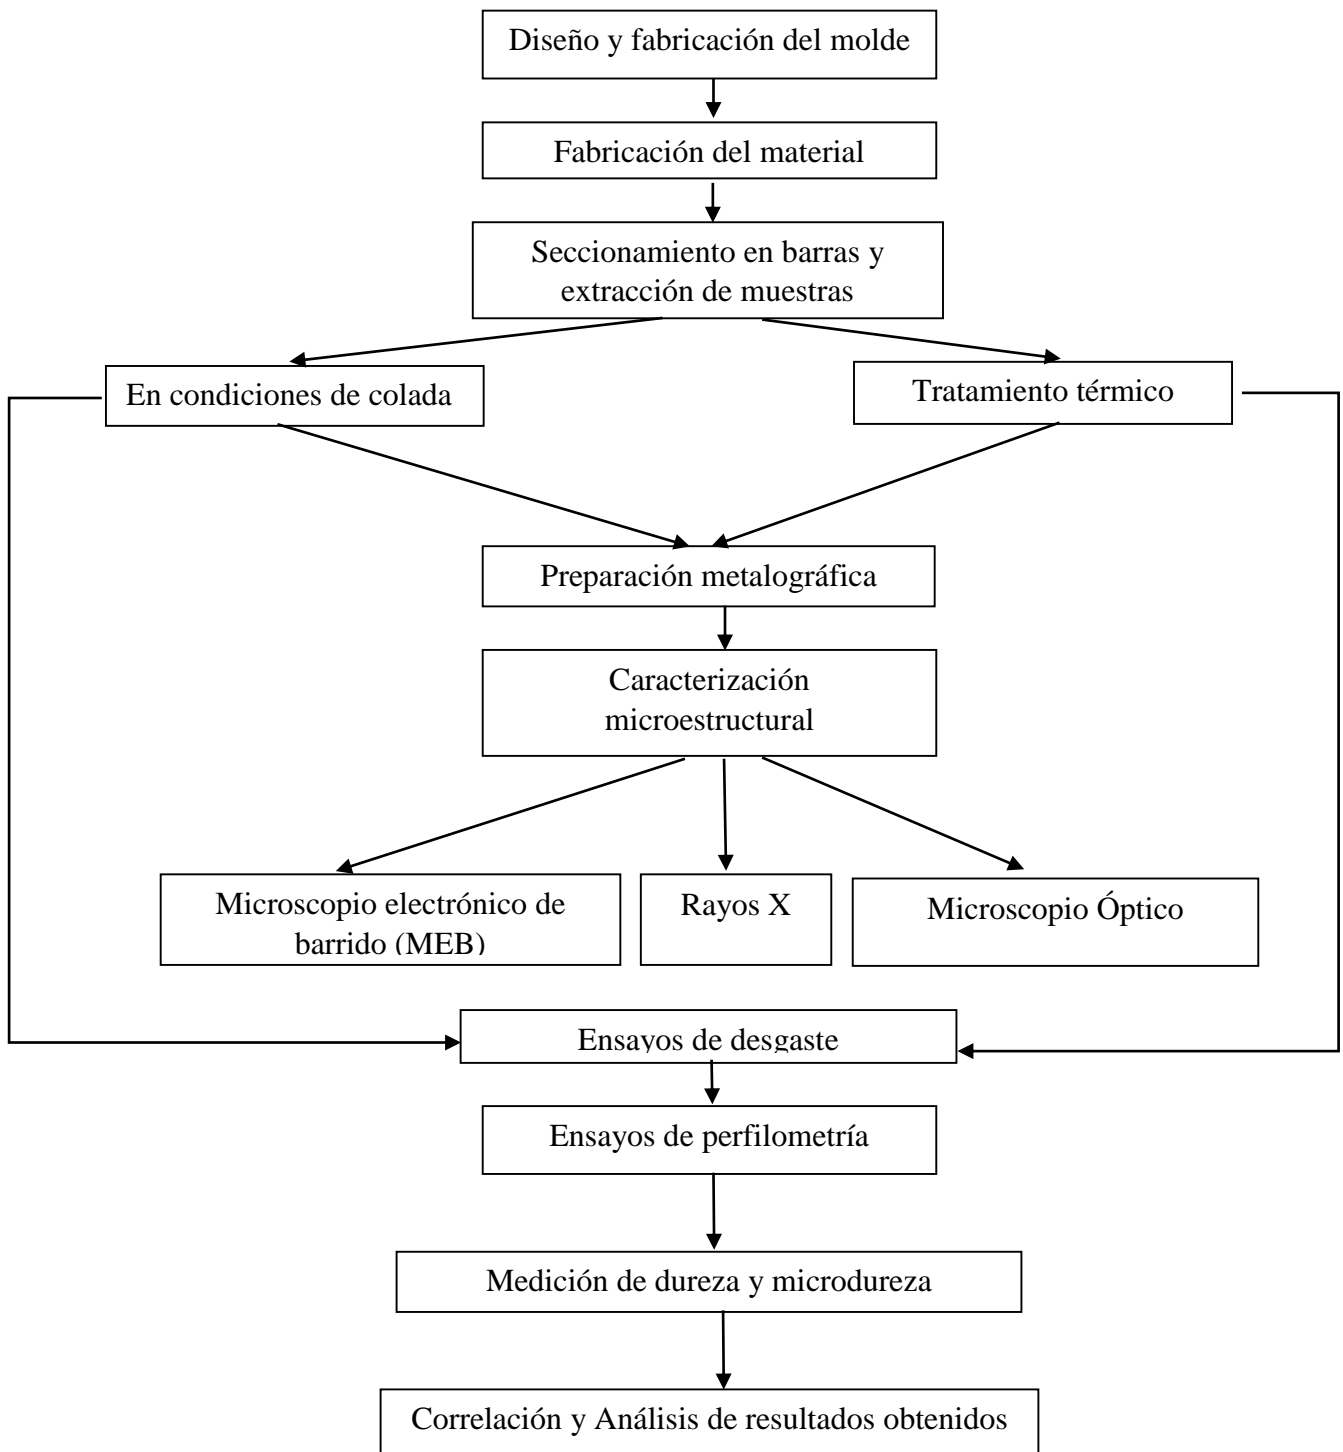 Diseño y fabricación del molde
Fabricación del material
Seccionamiento en barras y
extracción de muestras
En condiciones de colada
Tratamiento térmico
Preparación metalográfica
Caracterización
microestructural
Microscopio electrónico de
barrido (MEB)
Rayos X
Microscopio Óptico
Ensayos de desgaste
Ensayos de perfilometría
Medición de dureza y microdureza
Correlación y Análisis de resultados obtenidos